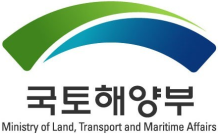 국토해양부
Ministry of Land, Transport and Maritime Affairs